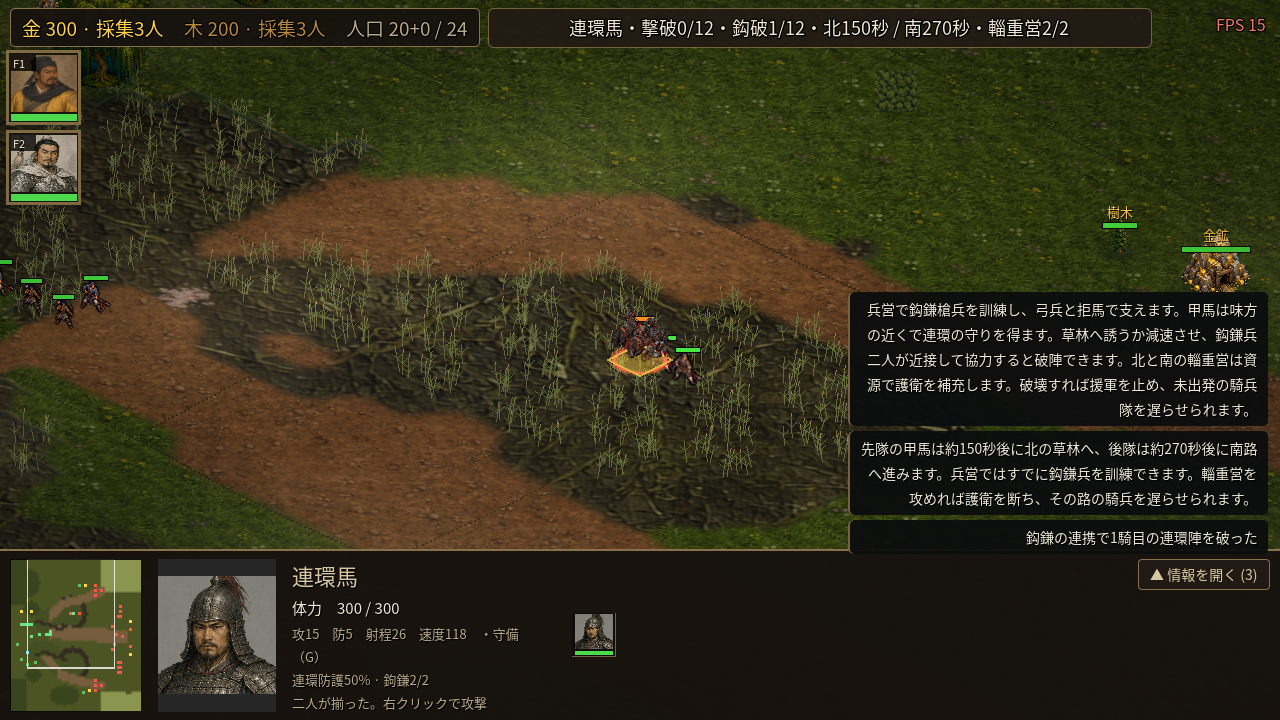 金 300 · 採集3人 木 200 · 採集3人 人口 20+0 / 24
連環馬・撃破0/12・鈎破1/12・北150秒 / 南270秒・輜重営2/2
FPS 15
F1
F2
樹木
金鉱
兵営で鈎鎌槍兵を訓練し、弓兵と拒馬で支えます。甲馬は味方
の近くで連環の守りを得ます。草林へ誘うか減速させ、鈎鎌兵
二人が近接して協力すると破陣できます。北と南の輜重営は資
源で護衛を補充します。破壊すれば援軍を止め、未出発の騎兵
隊を遅らせられます。
先隊の甲馬は約150秒後に北の草林へ、後隊は約270秒後に南路
へ進みます。兵営ではすでに鈎鎌兵を訓練できます。輜重営を
攻めれば護衛を断ち、その路の騎兵を遅らせられます。
鈎鎌の連携で1騎目の連環陣を破った
▲ 情報を開く (3)
連環馬
体力 300 / 300
攻15 防5 射程26 速度118 ・守備
（G）
連環防護50% · 鉤鎌2/2
二人が揃った。右クリックで攻撃